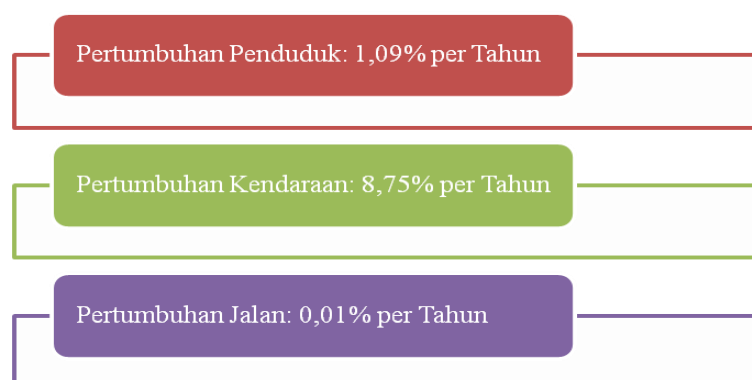 Pertumbuhan Penduduk: 1,09% per Tahun
Pertumbuhan Kendaraan: 8,75% per Tahun
Pertumbuhan Jalan: 0,01% per Tahun